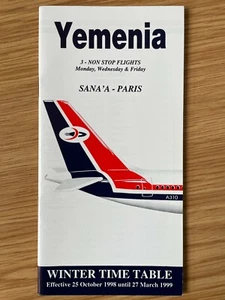 Yemenia
3 - NON STOP FLIGHTS
Monday, Wednesday & Friday
SANA'A - PARIS
A310
WINTER TIME TABLE
Effective 25 October 1998 until 27 March 1999